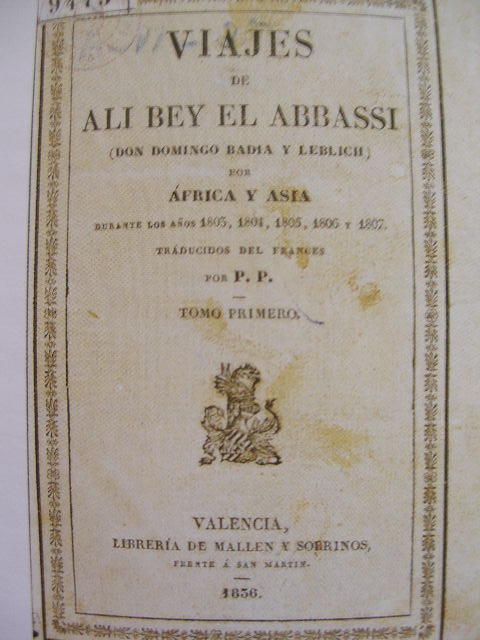 VIAJES
DE
ALI BEY EL ABBASSI
(DON DOMINGO BADIA Y LEBLICH)
POR
ÁFRICA Y ASIA
DURANTE LOS AÑOS 1803, 1804, 1805, 1806 Y 1807.
TRADUCIDOS DEL FRANCES
POR P. P.
TOMO PRIMERO.
VALENCIA,
LIBRERÍA DE MALLEN Y SOBRINOS,
FRENTE Á SAN MARTIN.
1836.